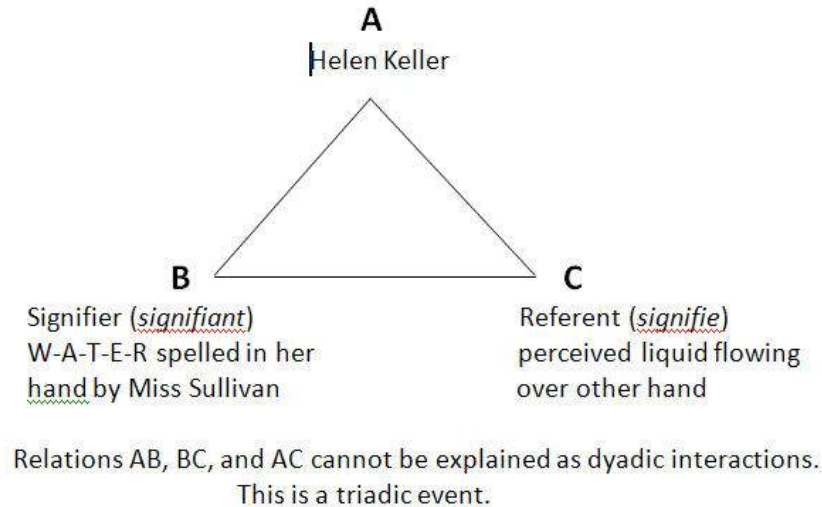 A
Helen Keller
B
C
Signifier (signifiant)
W-A-T-E-R spelled in her
hand by Miss Sullivan
Referent (signifie)
perceived liquid flowing
over other hand
Relations AB, BC, and AC cannot be explained as dyadic interactions.
This is a triadic event.